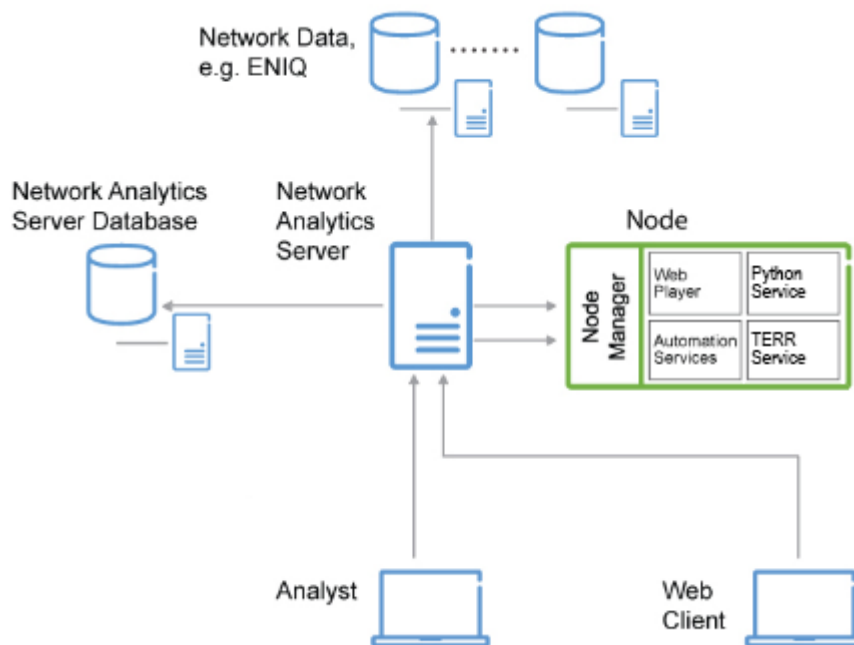 Network Data,
e.g. ENIQ
Network Analytics
Server Database
Network
Analytics
Server
Node
Node
Manager
Web
Player
Python
Service
Automation
Services
TERR
Service
Analyst
Web
Client